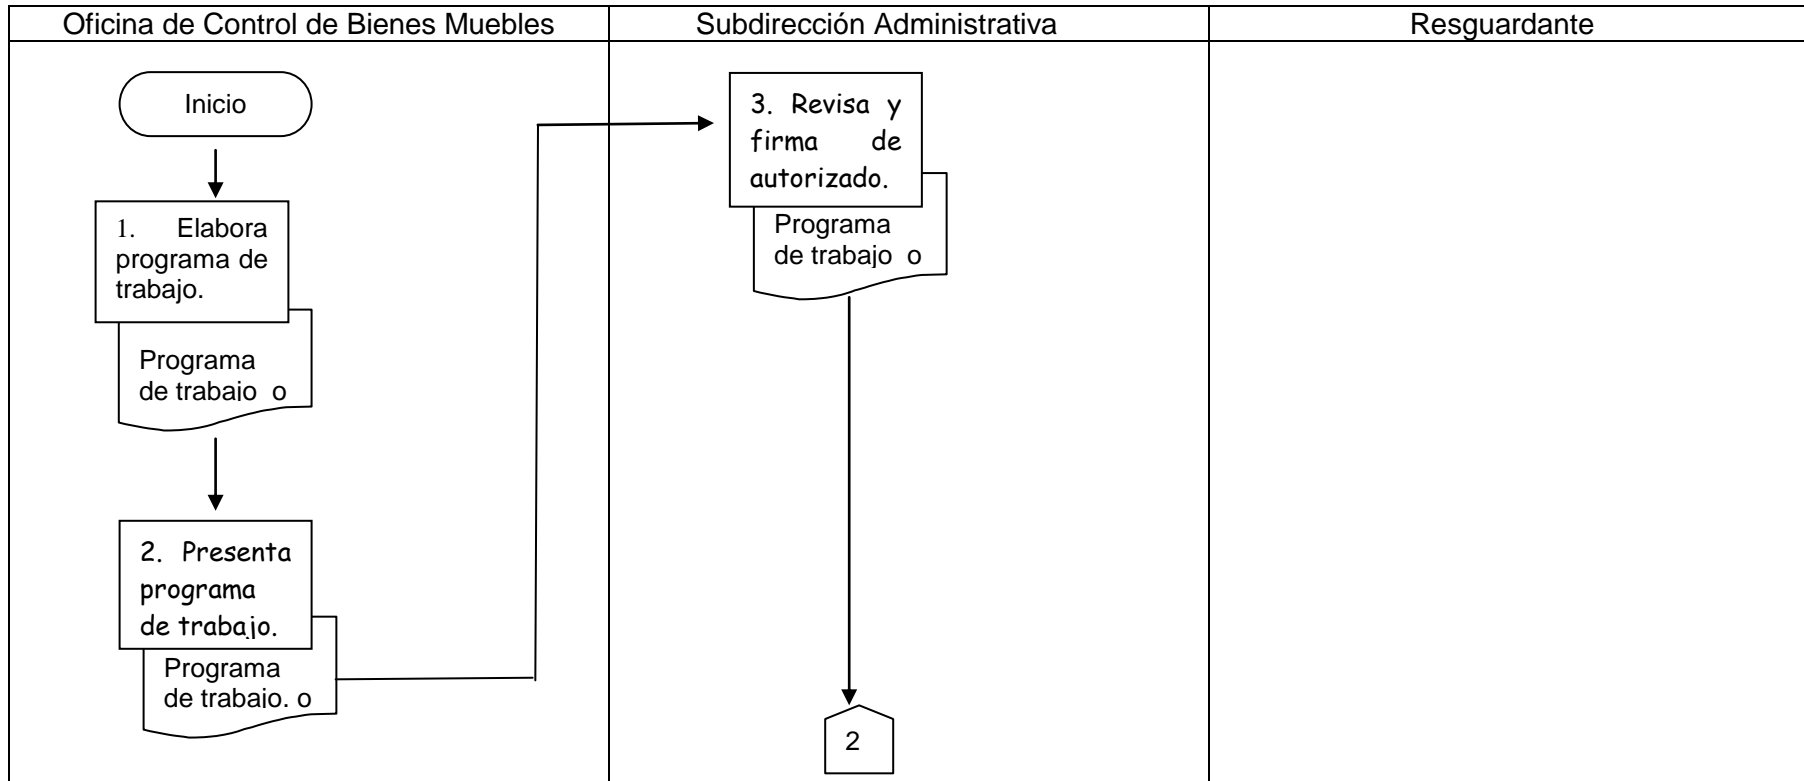 Oficina de Control de Bienes Muebles
Subdirección Administrativa
Resguardante
Inicio
1. Elabora
programa de
trabajo.
Programa
de trabajo o
2. Presenta
programa
de trabajo.
Programa
de trabajo. o
3. Revisa y
firma de
autorizado.
Programa
de trabajo o
2